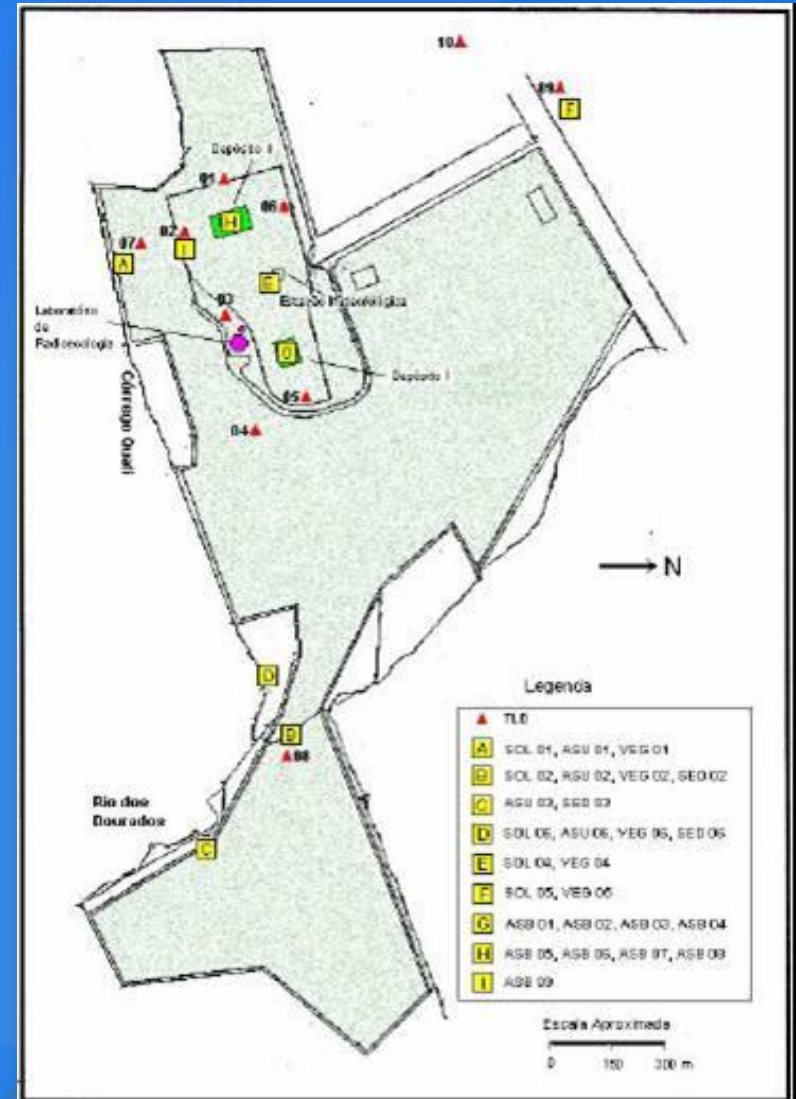 10
09
F
Depósito II
01
H
06
02
07
I
A
E
Estação Meteorológica
03
Laboratório
de
Radioecologia
G
Depósito I
05
04
Córrego Quati
N
D
B
08
Rio dos
Dourados
C
Legenda
TLD
A SOL 01, ASU 01, VEG 01
B SOL 02, ASU 02, VEG 02, SED 02
C ASU 03, SED 03
D SOL 06, ASU 06, VEG 06, SED 06
E SOL 04, VEG 04
F SOL 05, VEG 05
G ASB 01, ASB 02, ASB 03, ASB 04
H ASB 05, ASB 06, ASB 07, ASB 08
I ASB 09
Escala Aproximada
0 150 300 m